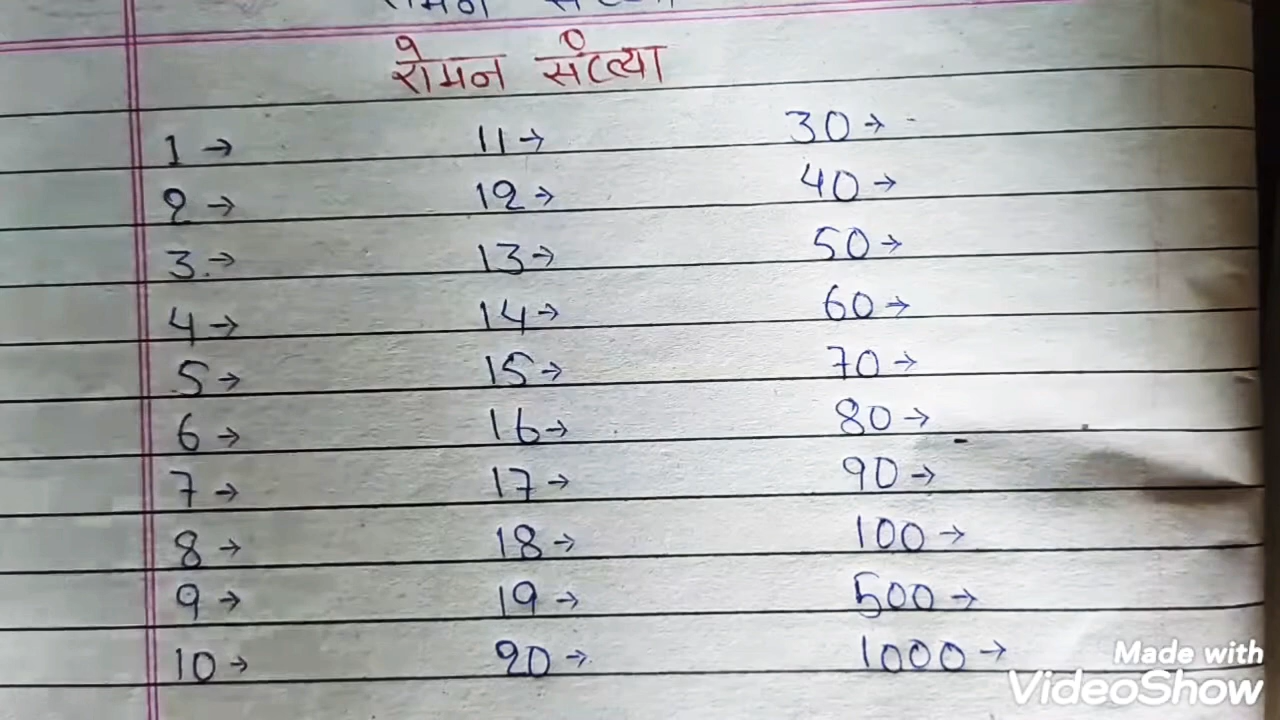 रोमन संख्या
1 → 11 → 30 →
2 → 12 → 40 →
3 → 13 → 50 →
4 → 14 → 60 →
5 → 15 → 70 →
6 → 16 → 80 →
7 → 17 → 90 →
8 → 18 → 100 →
9 → 19 → 500 →
10 → 20 → 1000 →
Made with
VideoShow